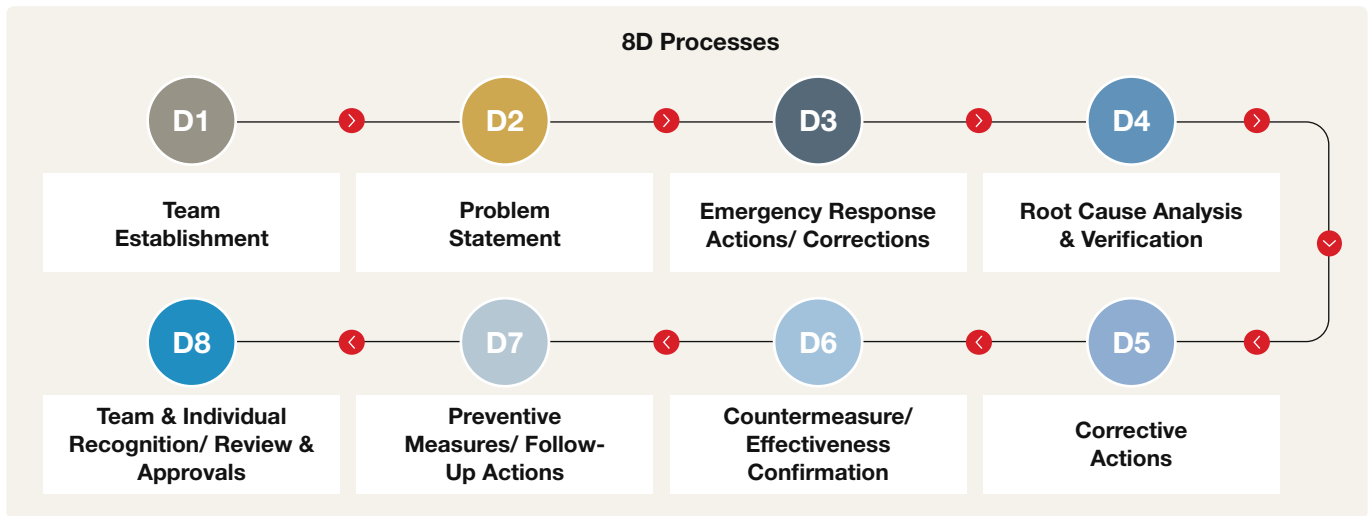 8D Processes
D1
D2
D3
D4
Team
Establishment
Problem
Statement
Emergency Response
Actions/ Corrections
Root Cause Analysis
& Verification
D5
D6
D7
D8
Corrective
Actions
Countermeasure/
Effectiveness
Confirmation
Preventive
Measures/ Follow-
Up Actions
Team & Individual
Recognition/ Review &
Approvals